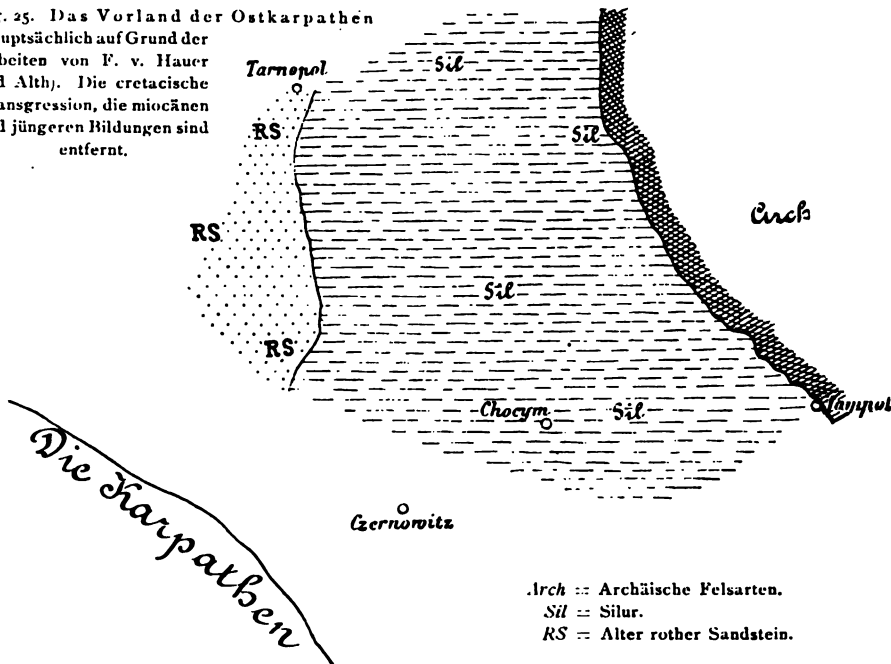 . 25. Das Vorland der Ostkarpathen
uptsächlich auf Grund der
beiten von F. v. Hauer
d Alth). Die cretacische
ansgression, die miocänen
d jüngeren Bildungen sind
entfernt.
Tarnopol
Sil
RS
Sil
Arch
RS
Sil
RS
Chocym
Sil
Jampol
Die Karpathen
Czernowitz
Arch = Archäische Felsarten.
Sil = Silur.
RS = Alter rother Sandstein.